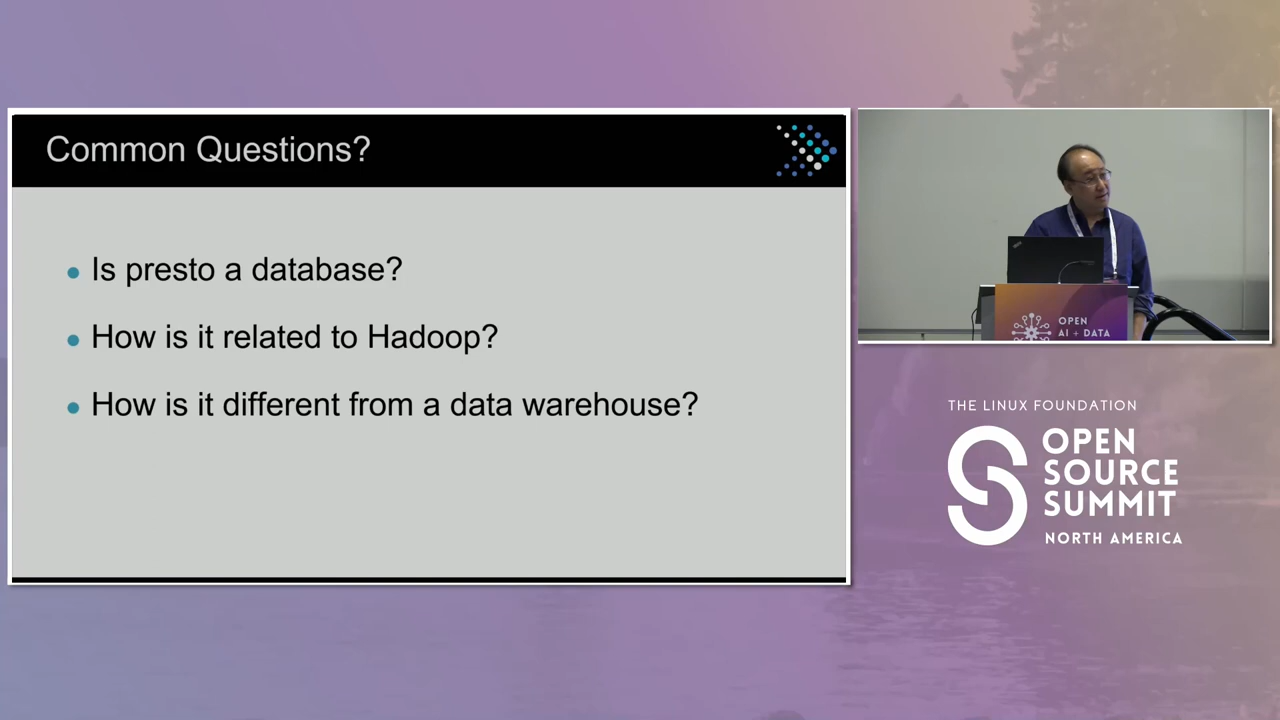 Common Questions?
Is presto a database?
How is it related to Hadoop?
How is it different from a data warehouse?
OPEN
AI + DATA
THE LINUX FOUNDATION
OPEN
SOURCE
SUMMIT
NORTH AMERICA